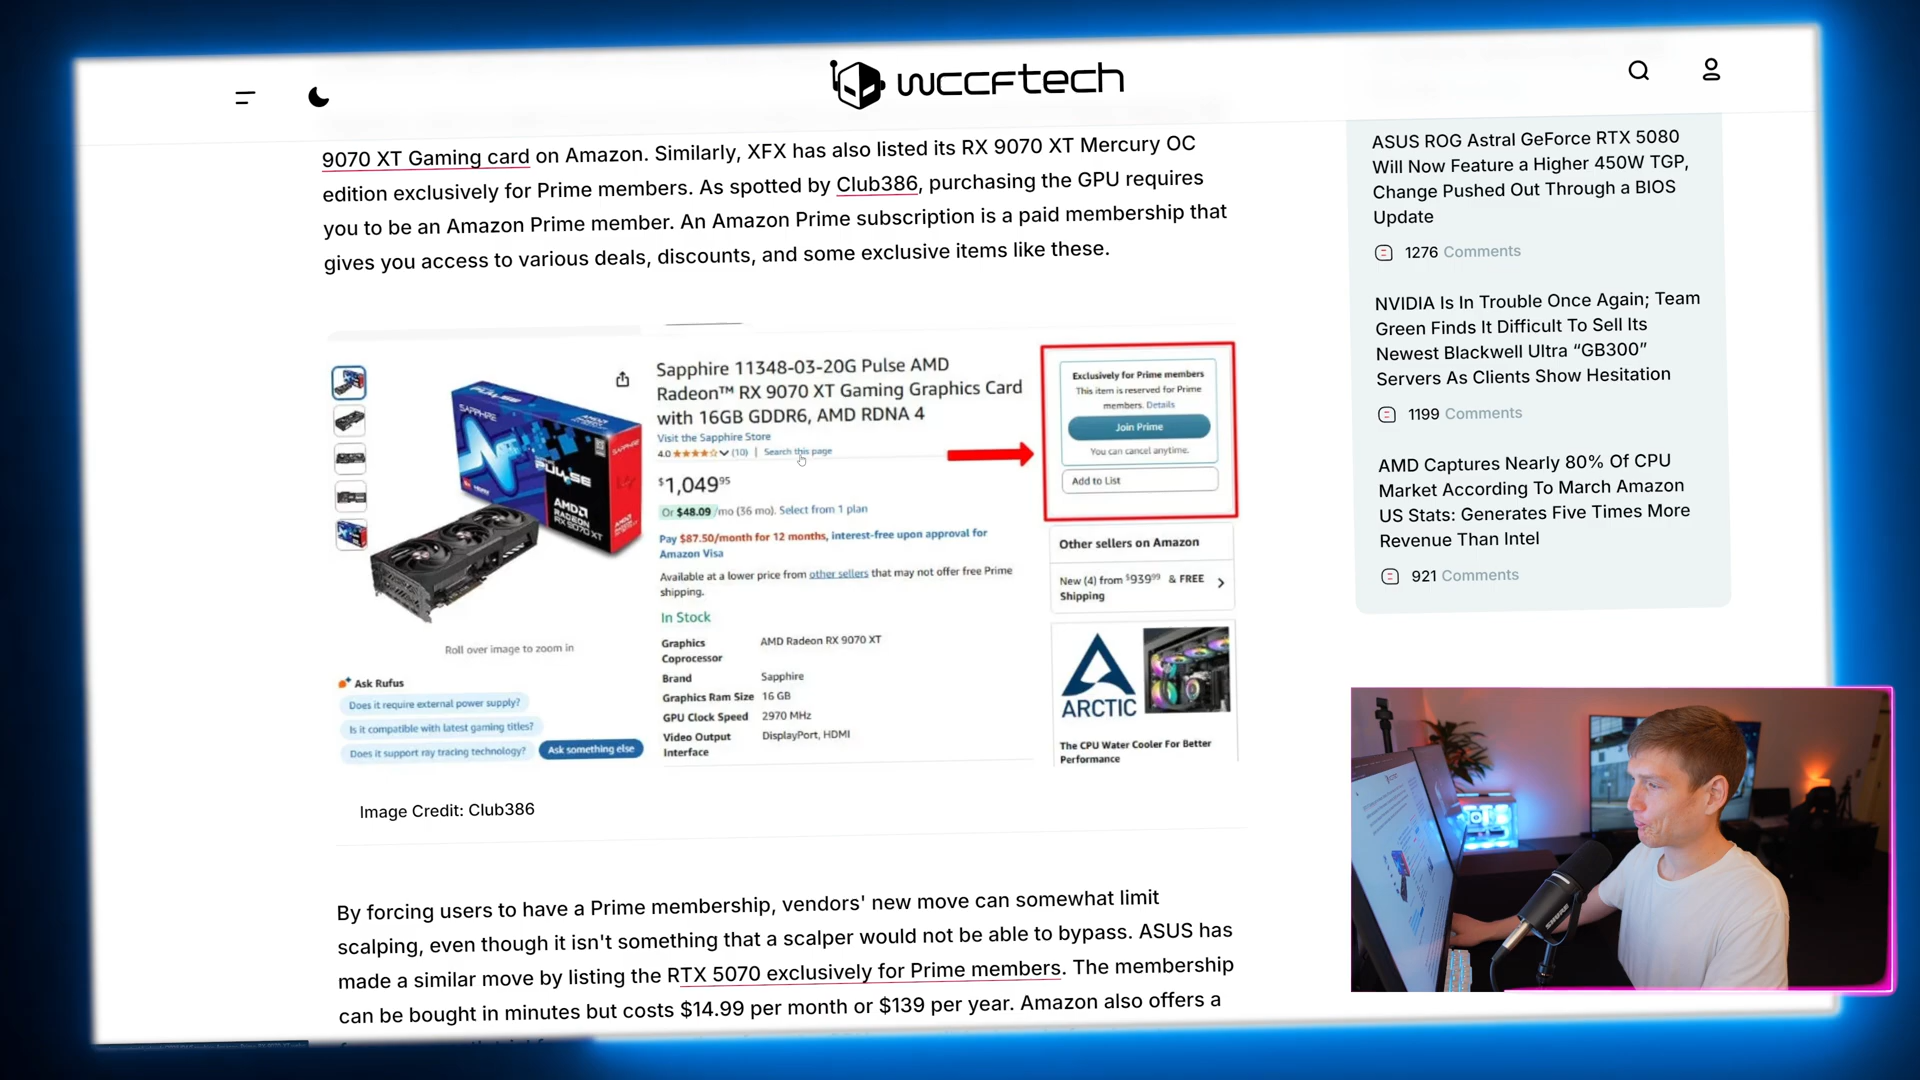 WCCFTECH
9070 XT Gaming card on Amazon. Similarly, XFX has also listed its RX 9070 XT Mercury OC
edition exclusively for Prime members. As spotted by Club386, purchasing the GPU requires
you to be an Amazon Prime member. An Amazon Prime subscription is a paid membership that
gives you access to various deals, discounts, and some exclusive items like these.
Sapphire 11348-03-20G Pulse AMD
Radeon™ RX 9070 XT Gaming Graphics Card
with 16GB GDDR6, AMD RDNA 4
Visit the Sapphire Store
4.0 (10) | Search this page
$1,049⁹⁵
Or $48.09 /mo (36 mo). Select from 1 plan
Pay $87.50/month for 12 months, interest-free upon approval for
Amazon Visa
Available at a lower price from other sellers that may not offer free Prime
shipping.
In Stock
Graphics Coprocessor AMD Radeon RX 9070 XT
Brand Sapphire
Graphics Ram Size 16 GB
GPU Clock Speed 2970 MHz
Video Output Interface DisplayPort, HDMI
SAPPHIRE
PULSE
PULSE
AMD
RADEON
RX 9070 XT
Roll over image to zoom in
Ask Rufus
Does it require external power supply?
Is it compatible with latest gaming titles?
Does it support ray tracing technology?
Ask something else
Exclusively for Prime members
This item is reserved for Prime
members. Details
Join Prime
You can cancel anytime.
Add to List
Other sellers on Amazon
New (4) from $939⁹⁹ & FREE
Shipping
ARCTIC
The CPU Water Cooler For Better
Performance
Image Credit: Club386
By forcing users to have a Prime membership, vendors' new move can somewhat limit
scalping, even though it isn't something that a scalper would not be able to bypass. ASUS has
made a similar move by listing the RTX 5070 exclusively for Prime members. The membership
can be bought in minutes but costs $14.99 per month or $139 per year. Amazon also offers a
ASUS ROG Astral GeForce RTX 5080
Will Now Feature a Higher 450W TGP,
Change Pushed Out Through a BIOS
Update
1276 Comments
NVIDIA Is In Trouble Once Again; Team
Green Finds It Difficult To Sell Its
Newest Blackwell Ultra “GB300”
Servers As Clients Show Hesitation
1199 Comments
AMD Captures Nearly 80% Of CPU
Market According To March Amazon
US Stats: Generates Five Times More
Revenue Than Intel
921 Comments
SHURE